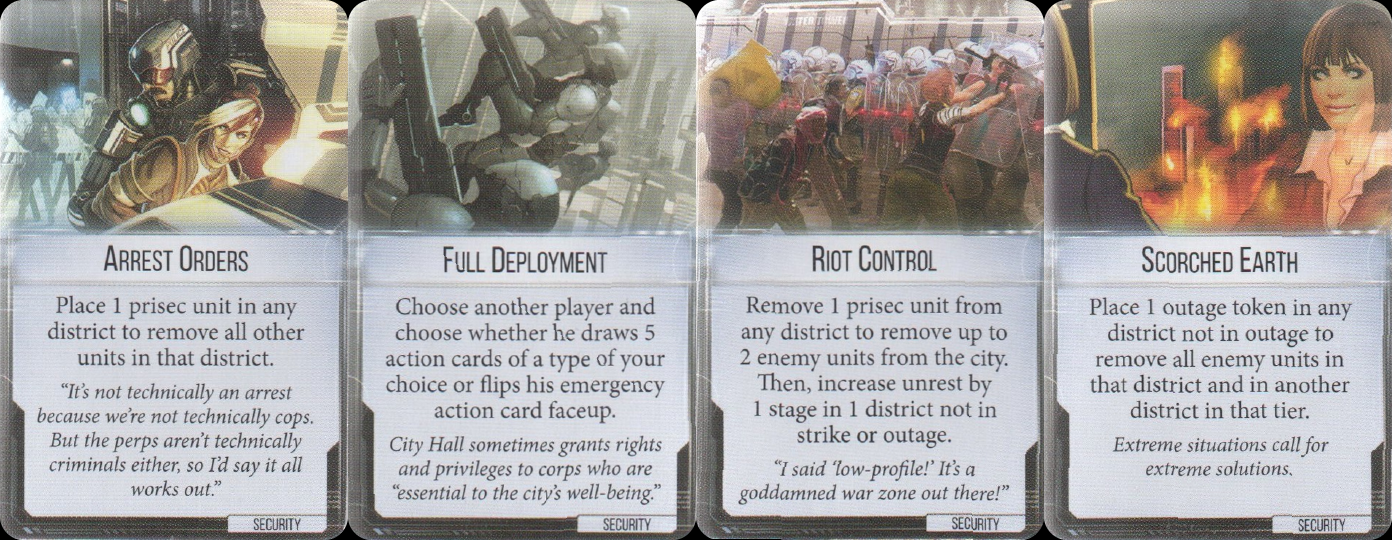 ARREST ORDERS
Place 1 prisec unit in any
district to remove all other
units in that district.
“It’s not technically an arrest
because we’re not technically cops.
But the perps aren’t technically
criminals either, so I’d say it all
works out.”
SECURITY
FULL DEPLOYMENT
Choose another player and
choose whether he draws 5
action cards of a type of your
choice or flips his emergency
action card faceup.
City Hall sometimes grants rights
and privileges to corps who are
“essential to the city’s well-being.”
SECURITY
RIOT CONTROL
Remove 1 prisec unit from
any district to remove up to
2 enemy units from the city.
Then, increase unrest by
1 stage in 1 district not in
strike or outage.
“I said ‘low-profile!’ It’s a
goddamned war zone out there!”
SECURITY
SCORCHED EARTH
Place 1 outage token in any
district not in outage to
remove all enemy units in
that district and in another
district in that tier.
Extreme situations call for
extreme solutions.
SECURITY